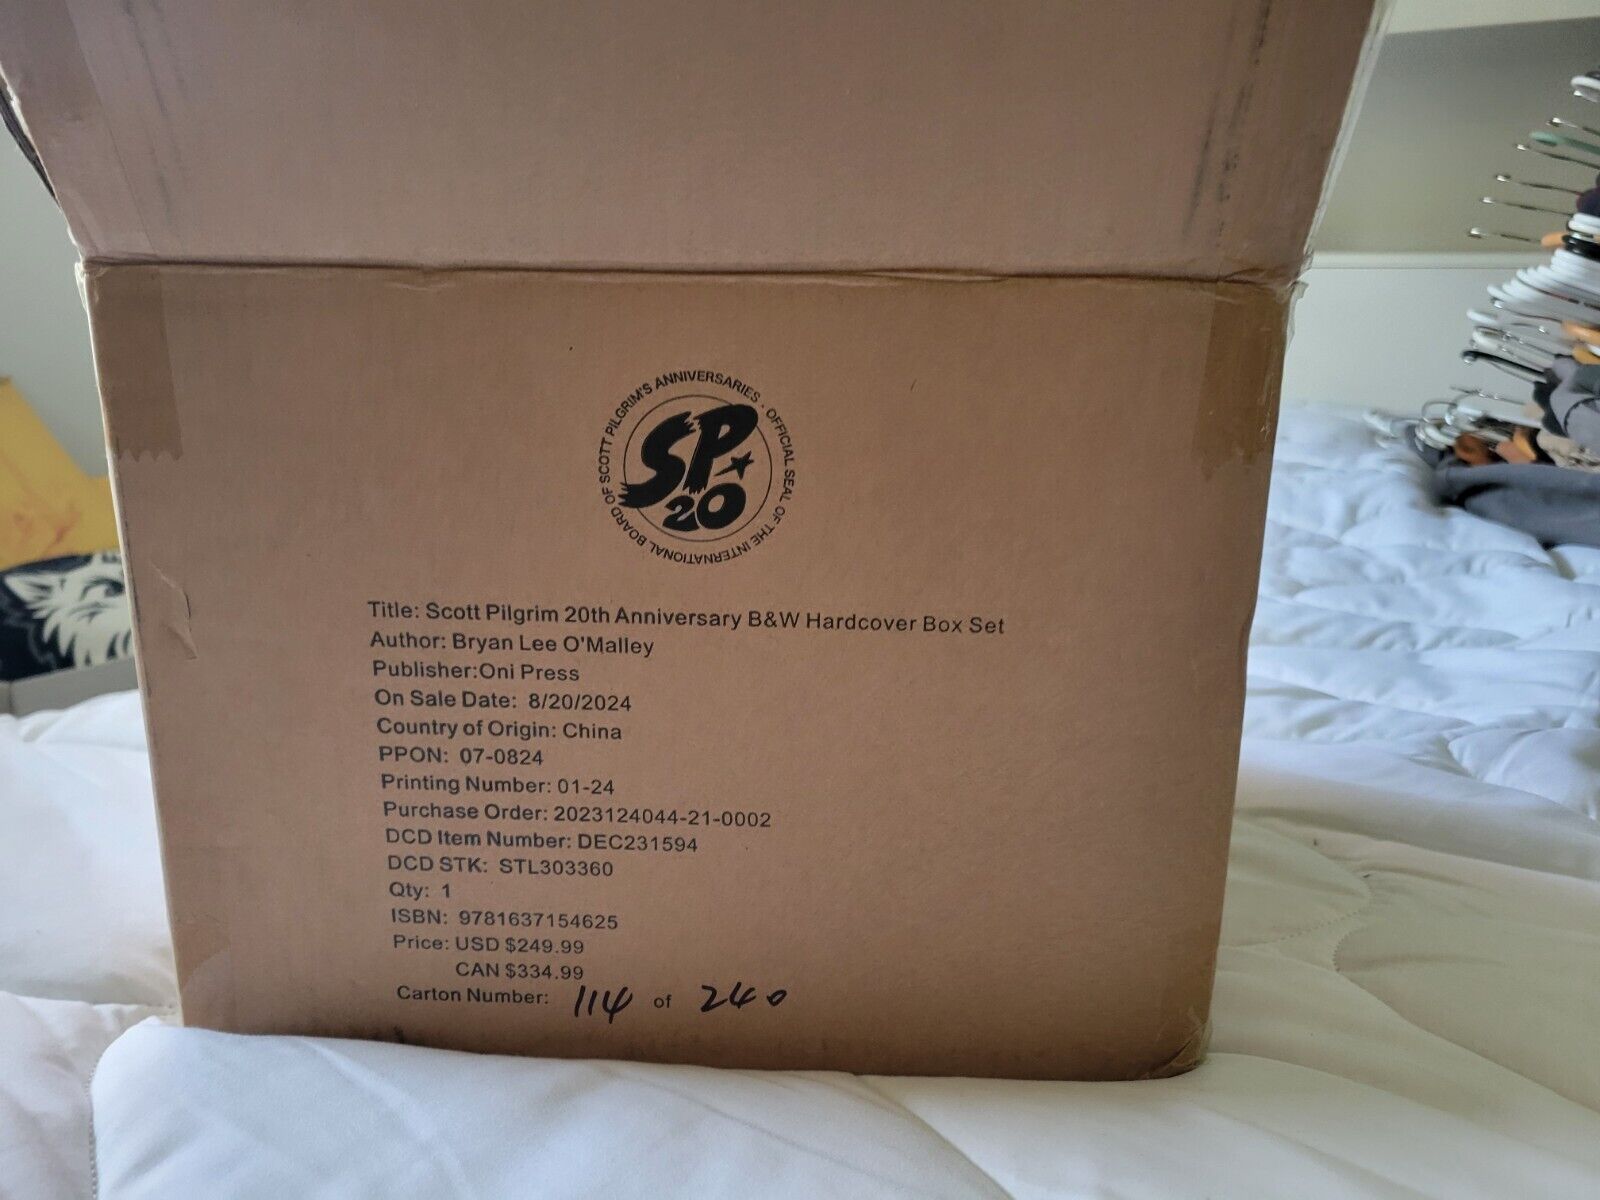 OFFICIAL SEAL OF THE INTERNATIONAL BOARD OF SCOTT PILGRIM'S ANNIVERSARIES .
SP
20
Title: Scott Pilgrim 20th Anniversary B&W Hardcover Box Set
Author: Bryan Lee O'Malley
Publisher:Oni Press
On Sale Date: 8/20/2024
Country of Origin: China
PPON: 07-0824
Printing Number: 01-24
Purchase Order: 2023124044-21-0002
DCD Item Number: DEC231594
DCD STK: STL303360
Qty: 1
ISBN: 9781637154625
Price: USD $249.99
CAN $334.99
Carton Number: 114 of 240